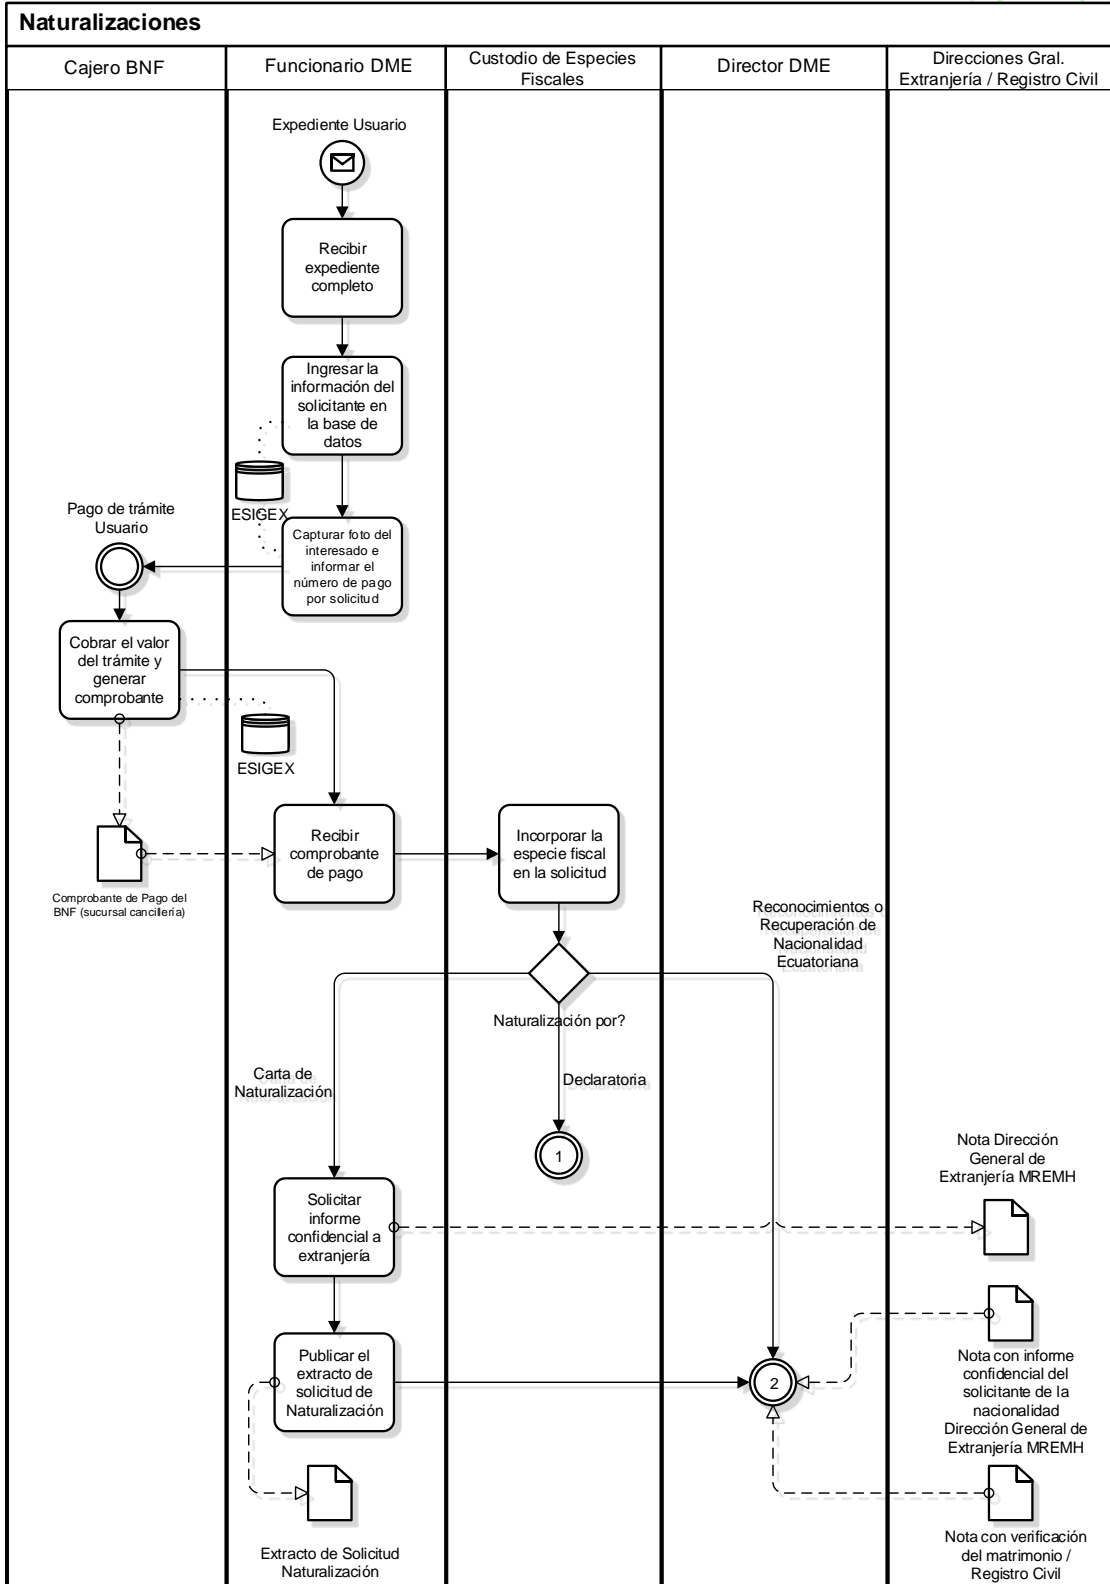 Naturalizaciones
Cajero BNF
Funcionario DME
Custodio de Especies
Fiscales
Director DME
Direcciones Gral.
Extranjería / Registro Civil
Expediente Usuario
Recibir
expediente
completo
Ingresar la
información del
solicitante en
la base de
datos
ESIGEX
Pago de trámite
Usuario
Capturar foto del
interesado e
informar el
número de pago
por solicitud
Cobrar el valor
del trámite y
generar
comprobante
ESIGEX
Recibir
comprobante
de pago
Incorporar la
especie fiscal
en la solicitud
Comprobante de Pago del
BNF (sucursal cancillería)
Reconocimientos o
Recuperación de
Nacionalidad
Ecuatoriana
Naturalización por?
Carta de
Naturalización
Declaratoria
1
Nota Dirección
General de
Extranjería MREMH
Solicitar
informe
confidencial a
extranjería
Publicar el
extracto de
solicitud de
Naturalización
2
Nota con informe
confidencial del
solicitante de la
nacionalidad
Dirección General de
Extranjería MREMH
Extracto de Solicitud
Naturalización
Nota con verificación
del matrimonio /
Registro Civil